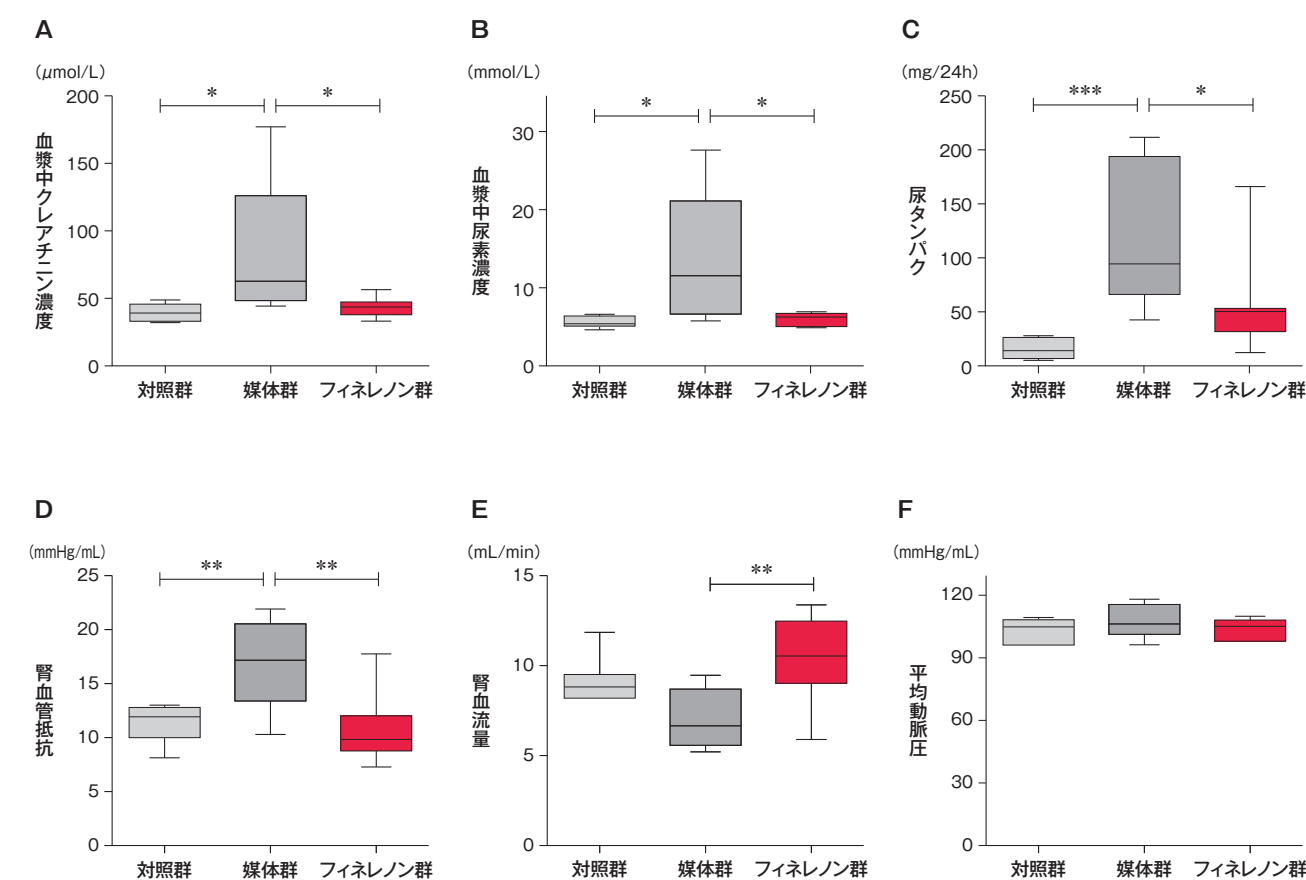 A
(μmol/L)
血漿中クレアチニン濃度
200
150
100
50
0
*
*
対照群
媒体群
フィネレノン群
B
(mmol/L)
血漿中尿素濃度
30
20
10
0
*
*
対照群
媒体群
フィネレノン群
C
(mg/24h)
尿タンパク
250
200
150
100
50
0
***
*
対照群
媒体群
フィネレノン群
D
(mmHg/mL)
腎血管抵抗
25
20
15
10
5
0
**
**
対照群
媒体群
フィネレノン群
E
(mL/min)
腎血流量
15
10
5
0
**
対照群
媒体群
フィネレノン群
F
(mmHg/mL)
平均動脈圧
120
90
60
30
0
対照群
媒体群
フィネレノン群